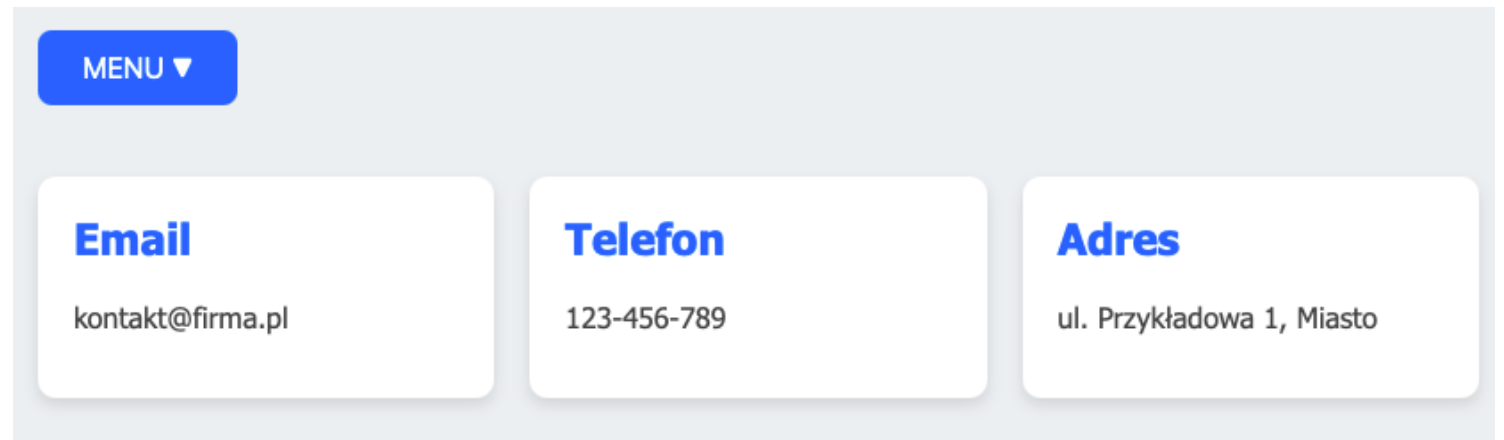 MENU ▼
Email
kontakt@firma.pl
Telefon
123-456-789
Adres
ul. Przykładowa 1, Miasto